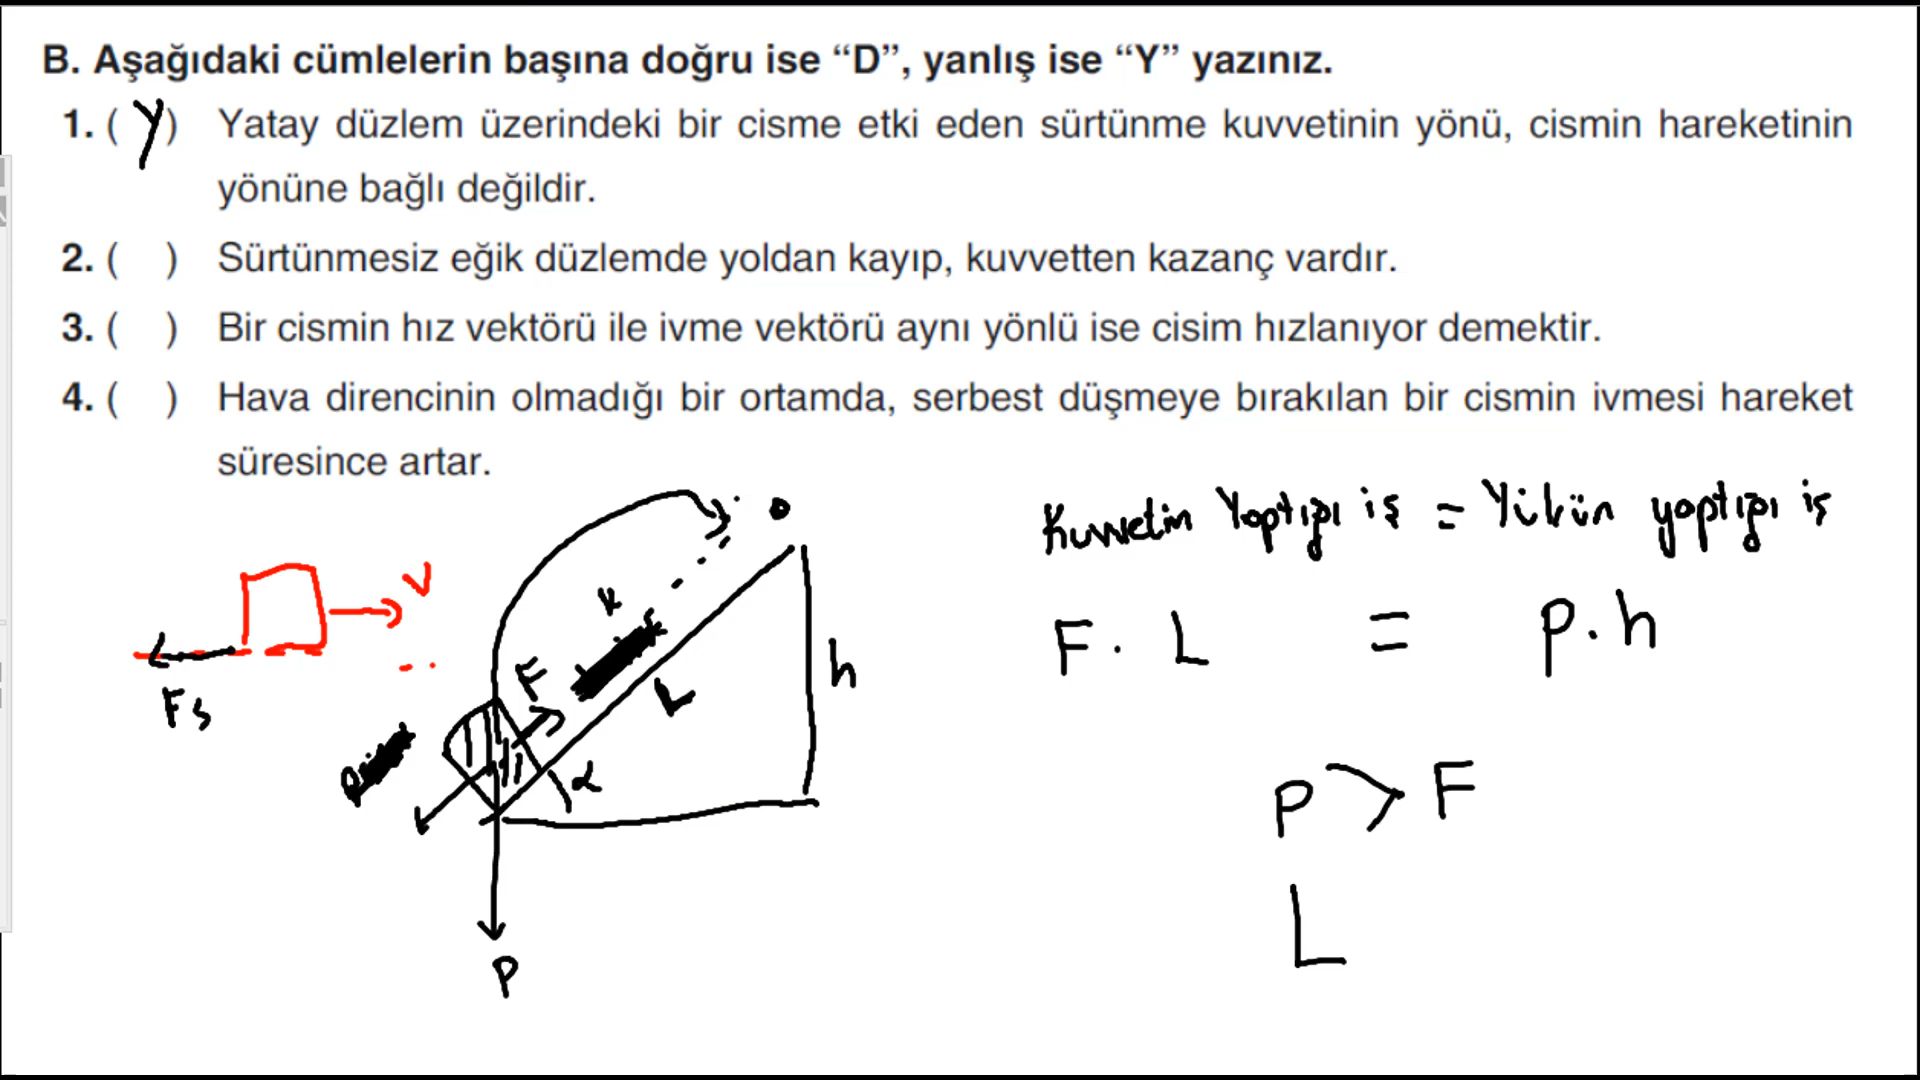 B. Aşağıdaki cümlelerin başına doğru ise “D”, yanlış ise “Y” yazınız.
1. ( Y ) Yatay düzlem üzerindeki bir cisme etki eden sürtünme kuvvetinin yönü, cismin hareketinin
yönüne bağlı değildir.
2. ( ) Sürtünmesiz eğik düzlemde yoldan kayıp, kuvvetten kazanç vardır.
3. ( ) Bir cismin hız vektörü ile ivme vektörü aynı yönlü ise cisim hızlanıyor demektir.
4. ( ) Hava direncinin olmadığı bir ortamda, serbest düşmeye bırakılan bir cismin ivmesi hareket
süresince artar.
Kuvvetin Yaptığı iş = Yükün yaptığı iş
V
F. L = P.h
h
F
L
Fs
α
P > F
L
P